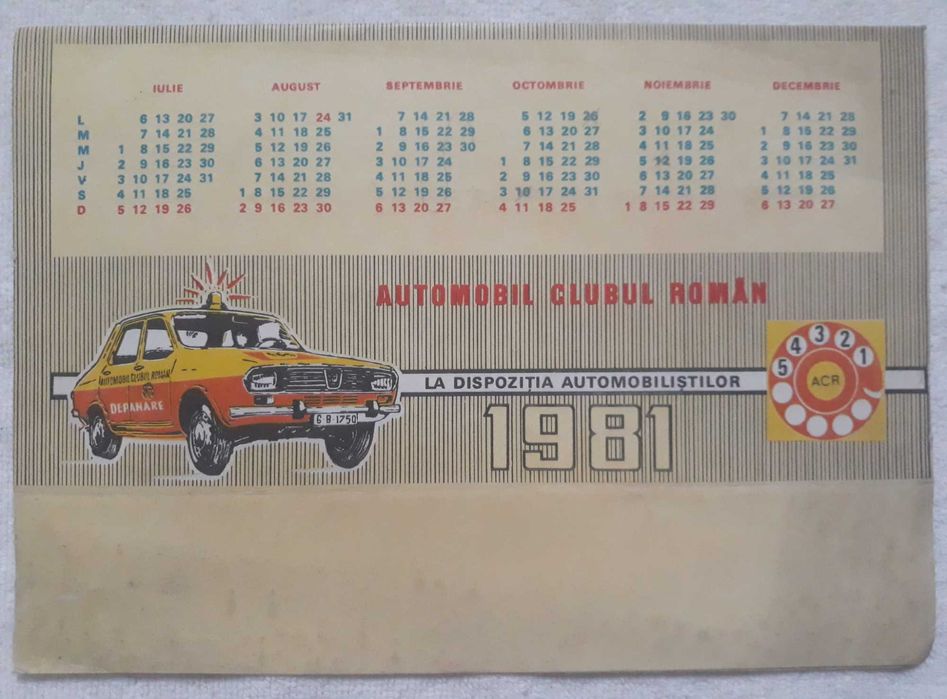 IULIE AUGUST SEPTEMBRIE OCTOMBRIE NOIEMBRIE DECEMBRIE
L 6 13 20 27 3 10 17 24 31 7 14 21 28 5 12 19 26 2 9 16 23 30 7 14 21 28
M 7 14 21 28 4 11 18 25 1 8 15 22 29 6 13 20 27 3 10 17 24 1 8 15 22 29
M 1 8 15 22 29 5 12 19 26 2 9 16 23 30 7 14 21 28 4 11 18 25 2 9 16 23 30
J 2 9 16 23 30 6 13 20 27 3 10 17 24 1 8 15 22 29 5 12 19 26 3 10 17 24 31
V 3 10 17 24 31 7 14 21 28 4 11 18 25 2 9 16 23 30 6 13 20 27 4 11 18 25
S 4 11 18 25 1 8 15 22 29 5 12 19 26 3 10 17 24 31 7 14 21 28 5 12 19 26
D 5 12 19 26 2 9 16 23 30 6 13 20 27 4 11 18 25 1 8 15 22 29 6 13 20 27
AUTOMOBIL CLUBUL ROMÂN
AUTOMOBIL CLUBUL ROMAN
DEPANARE
6-B-1750
LA DISPOZIŢIA AUTOMOBILIŞTILOR
1981
5 4 3 2 1
ACR